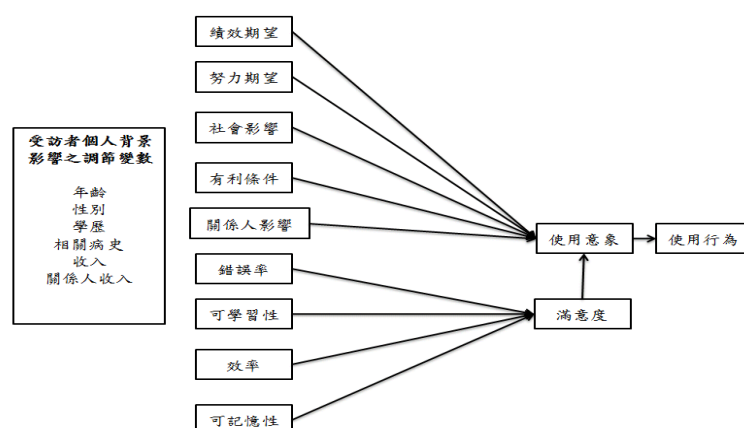 績效期望
努力期望
社會影響
有利條件
關係人影響
錯誤率
可學習性
效率
可記憶性
受訪者個人背景
影響之調節變數
年齡
性別
學歷
相關病史
收入
關係人收入
使用意象
使用行為
滿意度